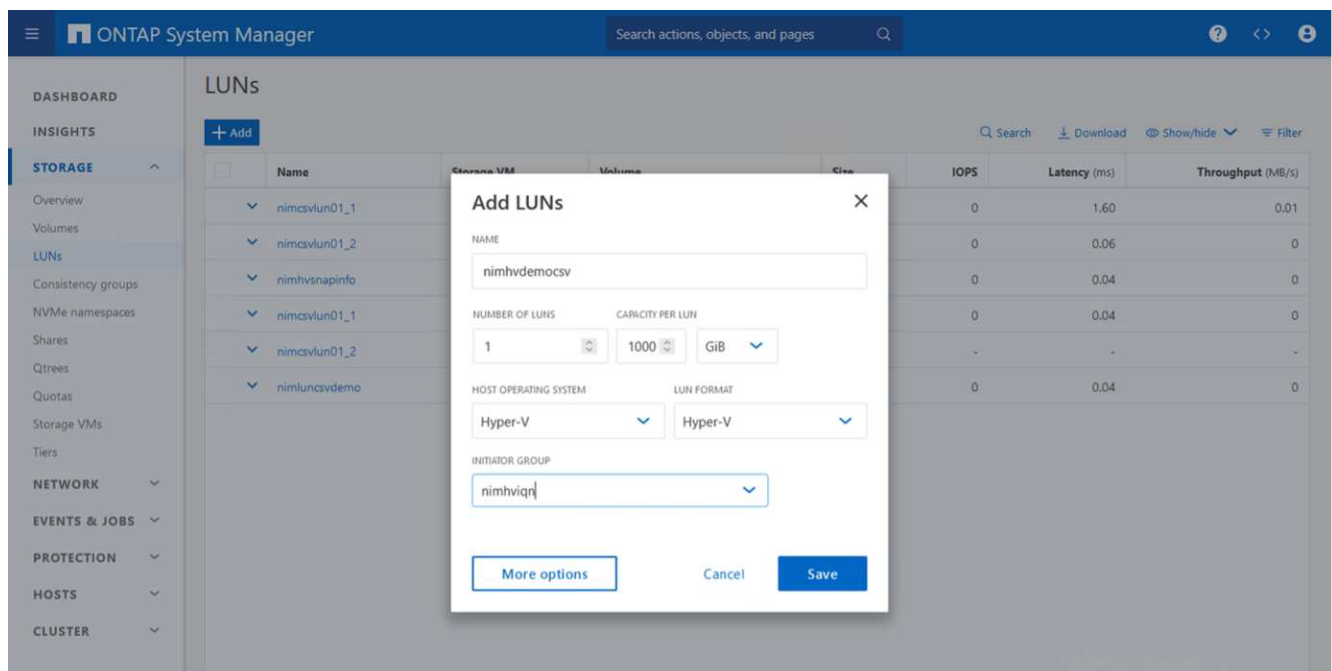 ONTAP System Manager
Search actions, objects, and pages
DASHBOARD
INSIGHTS
STORAGE
Overview
Volumes
LUNs
Consistency groups
NVMe namespaces
Shares
Qtrees
Quotas
Storage VMs
Tiers
NETWORK
EVENTS & JOBS
PROTECTION
HOSTS
CLUSTER
LUNs
+ Add
Search Download Show/hide Filter
Name Storage VM Volume Size IOPS Latency (ms) Throughput (MB/s)
nimcsvlun01_1 0 1.60 0.01
nimcsvlun01_2 0 0.06 0
nimhvsnapinfo 0 0.04 0
nimcsvlun01_1 0 0.04 0
nimcsvlun01_2 - - -
nimluncsvdemo 0 0.04 0
Add LUNs
NAME
nimhvdemocsv
NUMBER OF LUNS CAPACITY PER LUN
1 1000 GiB
HOST OPERATING SYSTEM LUN FORMAT
Hyper-V Hyper-V
INITIATOR GROUP
nimhviqn
More options Cancel Save